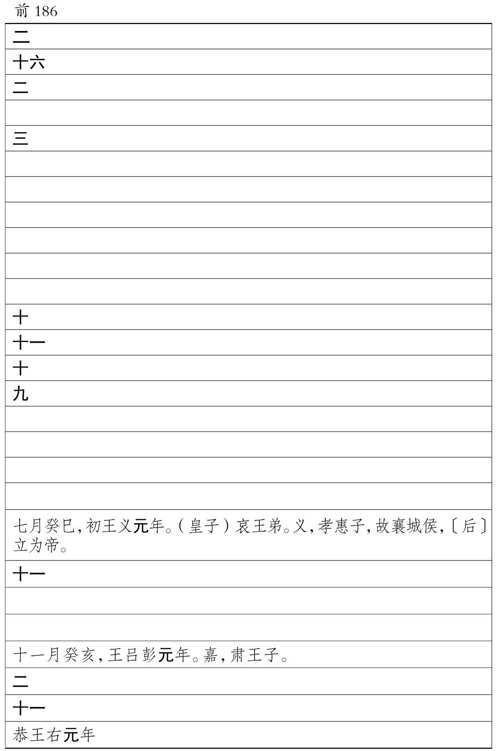 前 186
二
十六
二
三
十
十一
十
九
七月癸巳，初王义元年。（皇子）哀王弟。义，孝惠子，故襄城侯，〔后〕
立为帝。
十一
十一月癸亥，王吕彭元年。嘉，肃王子。
二
十一
恭王右元年